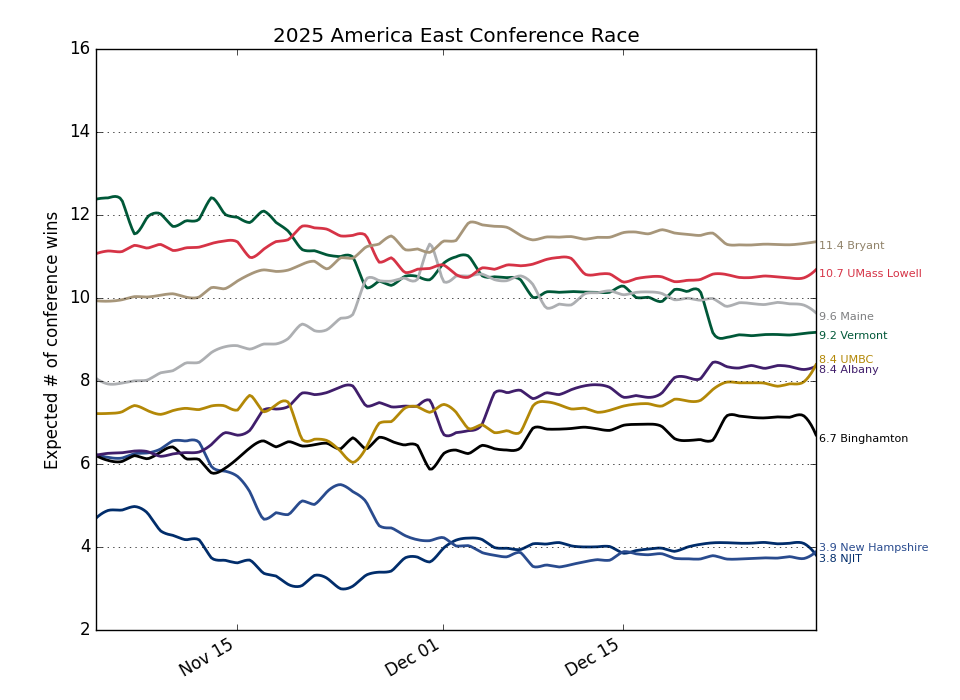 2025 America East Conference Race
Expected # of conference wins
16
14
12
10
8
6
4
2
Nov 15
Dec 01
Dec 15
11.4 Bryant
10.7 UMass Lowell
9.6 Maine
9.2 Vermont
8.4 UMBC
8.4 Albany
6.7 Binghamton
3.9 New Hampshire
3.8 NJIT